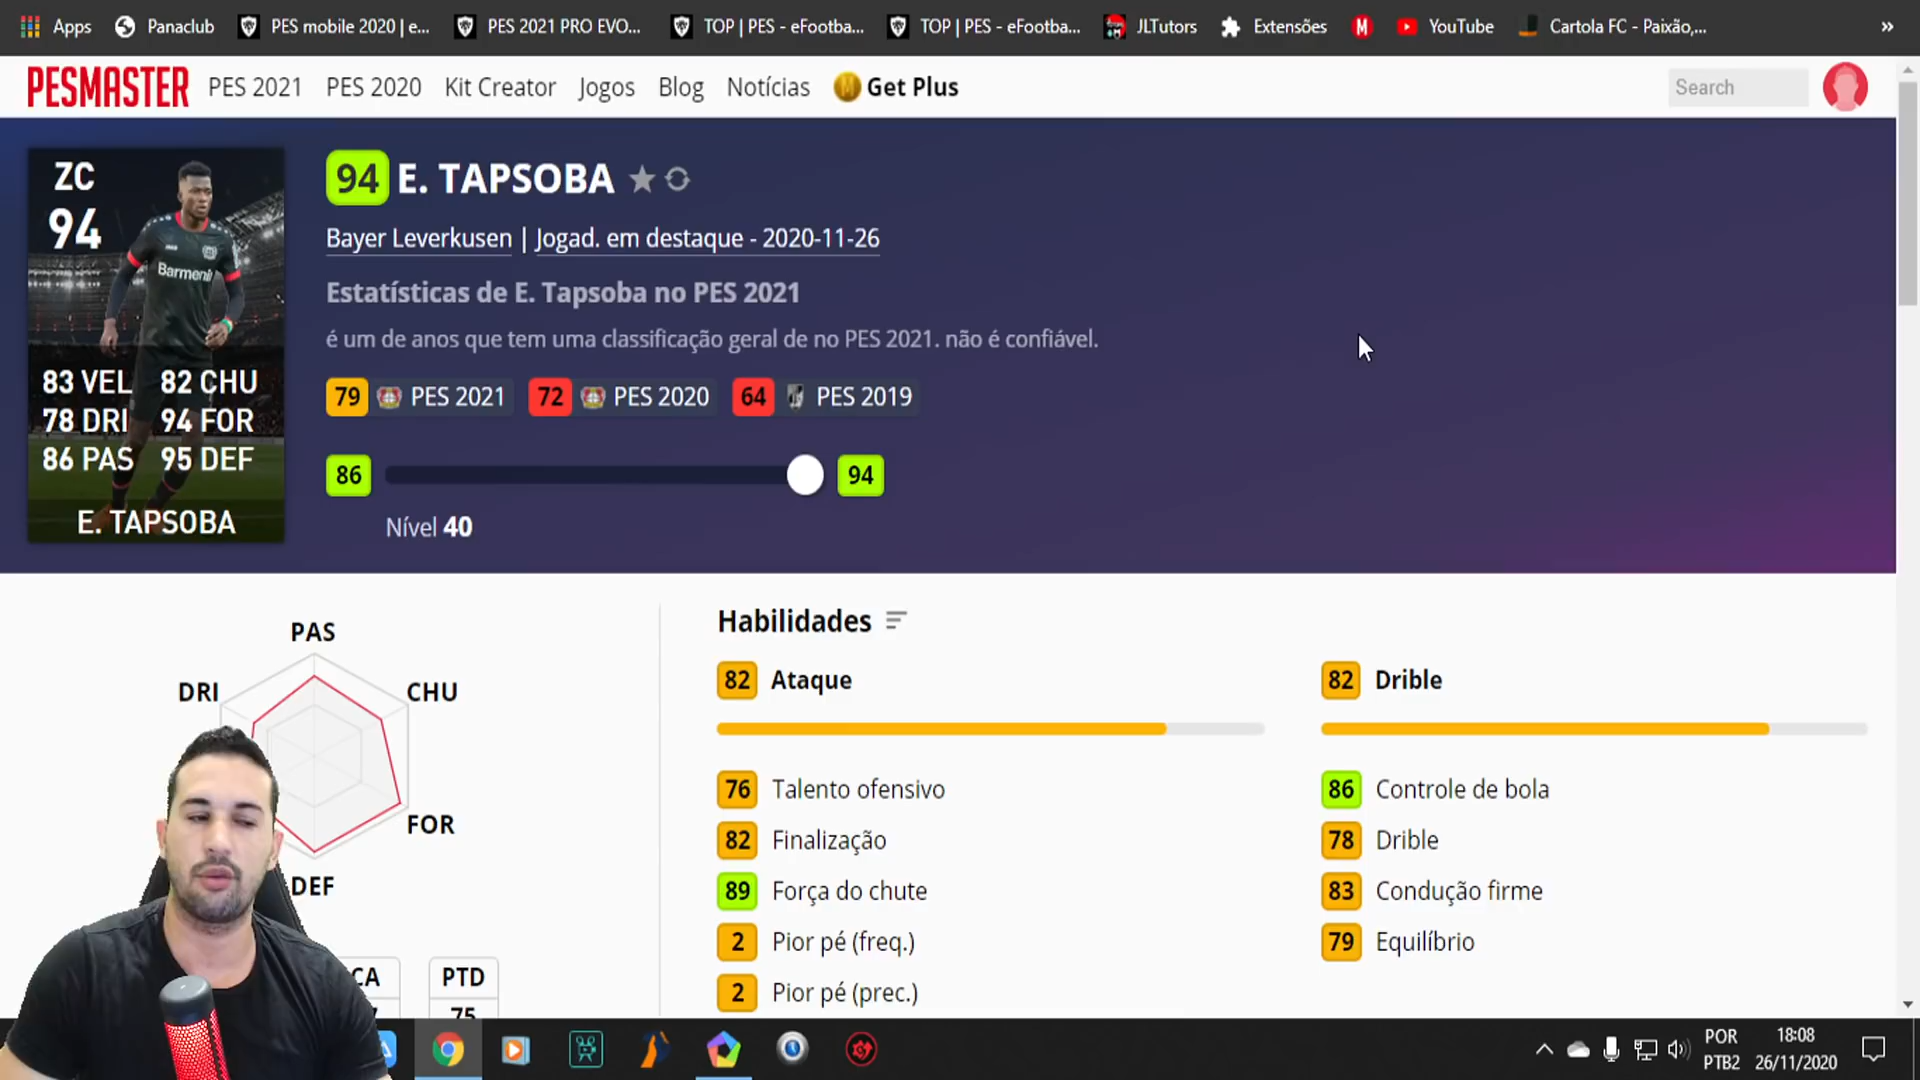 Apps Panaclub PES mobile 2020 | e... PES 2021 PRO EVO... TOP | PES - eFootba... TOP | PES - eFootba... JLTutors Extensões YouTube Cartola FC - Paixão,... »
PESMASTER PES 2021 PES 2020 Kit Creator Jogos Blog Notícias Get Plus Search
ZC
94
Barmenia
83 VEL 82 CHU
78 DRI 94 FOR
86 PAS 95 DEF
E. TAPSOBA
94 E. TAPSOBA
Bayer Leverkusen | Jogad. em destaque - 2020-11-26
Estatísticas de E. Tapsoba no PES 2021
é um de anos que tem uma classificação geral de no PES 2021. não é confiável.
79 PES 2021 72 PES 2020 64 PES 2019
86 94
Nível 40
PAS
DRI CHU
FOR
DEF
CA PTD
75
Habilidades
82 Ataque
76 Talento ofensivo
82 Finalização
89 Força do chute
2 Pior pé (freq.)
2 Pior pé (prec.)
82 Drible
86 Controle de bola
78 Drible
83 Condução firme
79 Equilíbrio
POR
PTB2
18:08
26/11/2020